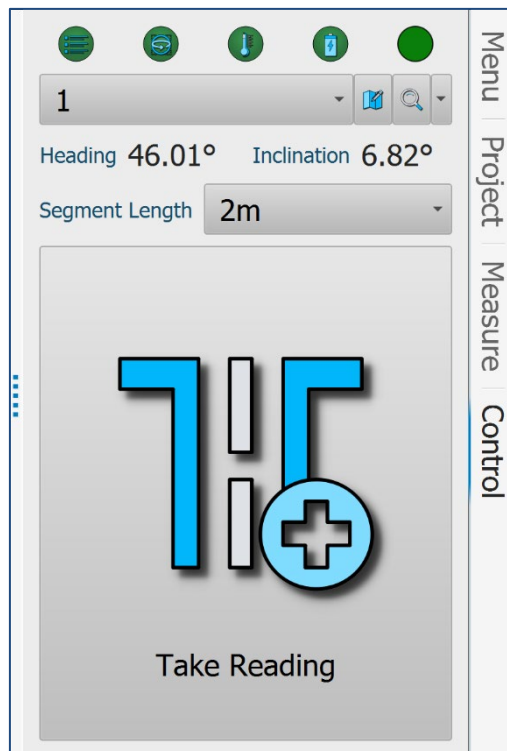 1
Heading 46.01° Inclination 6.82°
Segment Length 2m
Take Reading
Menu
Project
Measure
Control